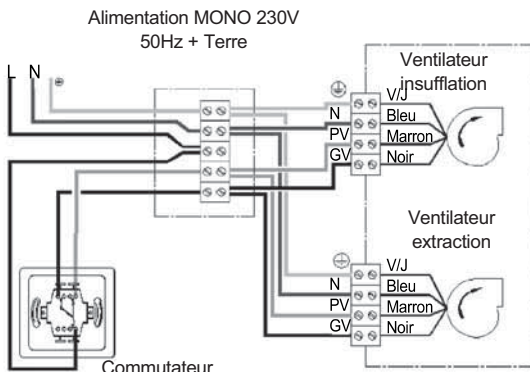 Alimentation MONO 230V
50Hz + Terre
L N
Ventilateur
insufflation
V/J
N Bleu
PV Marron
GV Noir
Ventilateur
extraction
V/J
N Bleu
PV Marron
GV Noir
Commutateur